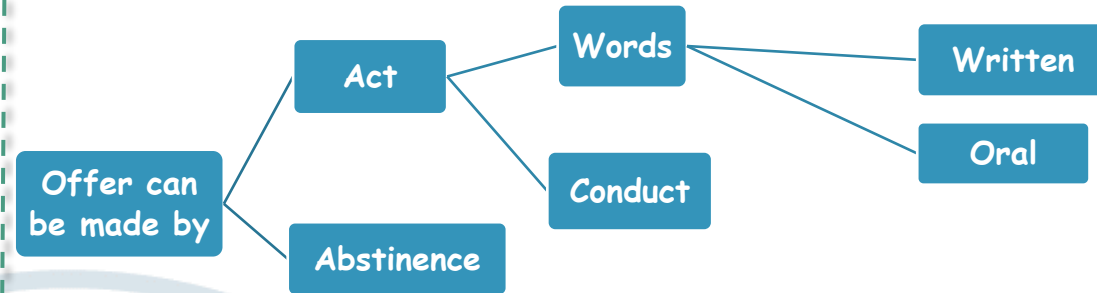 Offer can
be made by
Act
Abstinence
Words
Conduct
Written
Oral